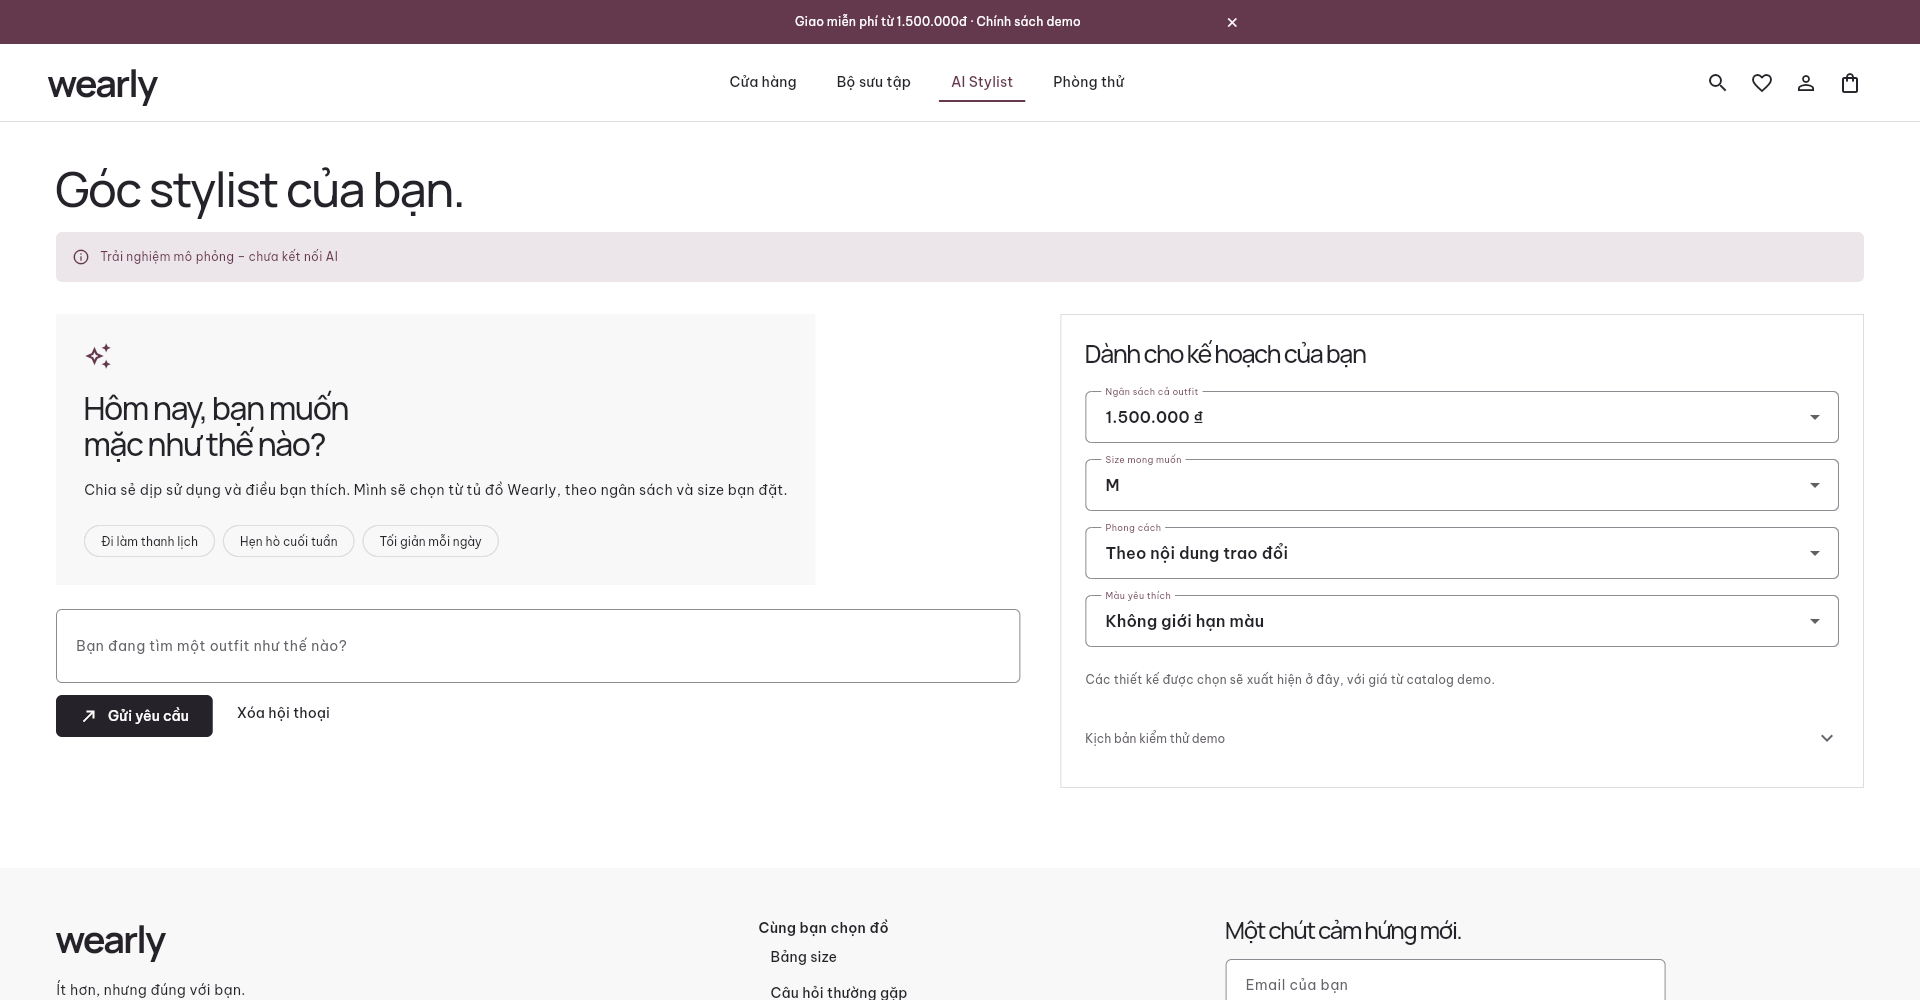 Giao miễn phí từ 1.500.000đ · Chính sách demo
wearly
Cửa hàng
Bộ sưu tập
AI Stylist
Phòng thử
Góc stylist của bạn.
Trải nghiệm mô phỏng – chưa kết nối AI
Hôm nay, bạn muốn
mặc như thế nào?
Chia sẻ dịp sử dụng và điều bạn thích. Mình sẽ chọn từ tủ đồ Wearly, theo ngân sách và size bạn đặt.
Đi làm thanh lịch
Hẹn hò cuối tuần
Tối giản mỗi ngày
Bạn đang tìm một outfit như thế nào?
Gửi yêu cầu
Xóa hội thoại
Dành cho kế hoạch của bạn
Ngân sách cả outfit
1.500.000 ₫
Size mong muốn
M
Phong cách
Theo nội dung trao đổi
Màu yêu thích
Không giới hạn màu
Các thiết kế được chọn sẽ xuất hiện ở đây, với giá từ catalog demo.
Kịch bản kiểm thử demo
wearly
Ít hơn, nhưng đúng với bạn.
Cùng bạn chọn đồ
Bảng size
Câu hỏi thường gặp
Một chút cảm hứng mới.
Email của bạn